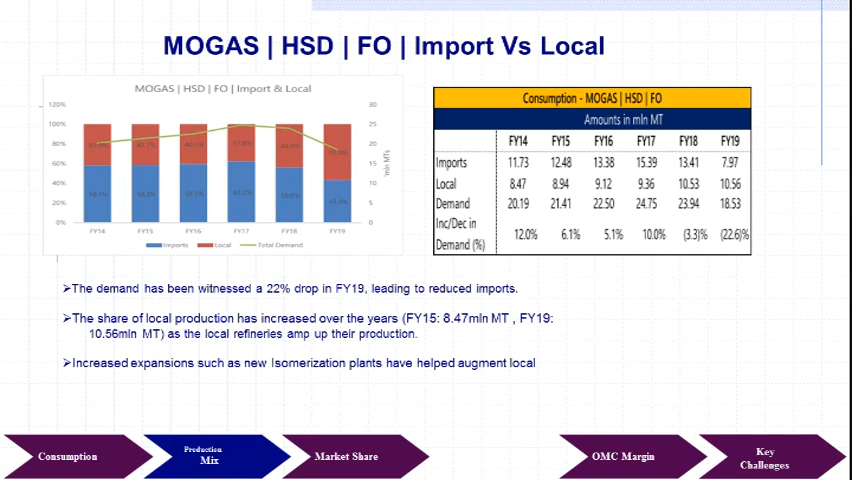 MOGAS | HSD | FO | Import Vs Local
MOGAS | HSD | FO | Import & Local
120%
100%
80%
60%
40%
20%
0%
30
25
20
15
10
5
0
'mln MTs
FY14 FY15 FY16 FY17 FY18 FY19
Imports Local Total Demand
Consumption - MOGAS | HSD | FO
Amounts in mln MT
FY14 FY15 FY16 FY17 FY18 FY19
Imports 11.73 12.48 13.38 15.39 13.41 7.97
Local 8.47 8.94 9.12 9.36 10.53 10.56
Demand 20.19 21.41 22.50 24.75 23.94 18.53
Inc/Dec in
Demand (%) 12.0% 6.1% 5.1% 10.0% (3.3)% (22.6)%
➢The demand has been witnessed a 22% drop in FY19, leading to reduced imports.
➢The share of local production has increased over the years (FY15: 8.47mln MT , FY19:
10.56mln MT) as the local refineries amp up their production.
➢Increased expansions such as new Isomerization plants have helped augment local
Consumption
Production
Mix
Market Share
OMC Margin
Key
Challenges